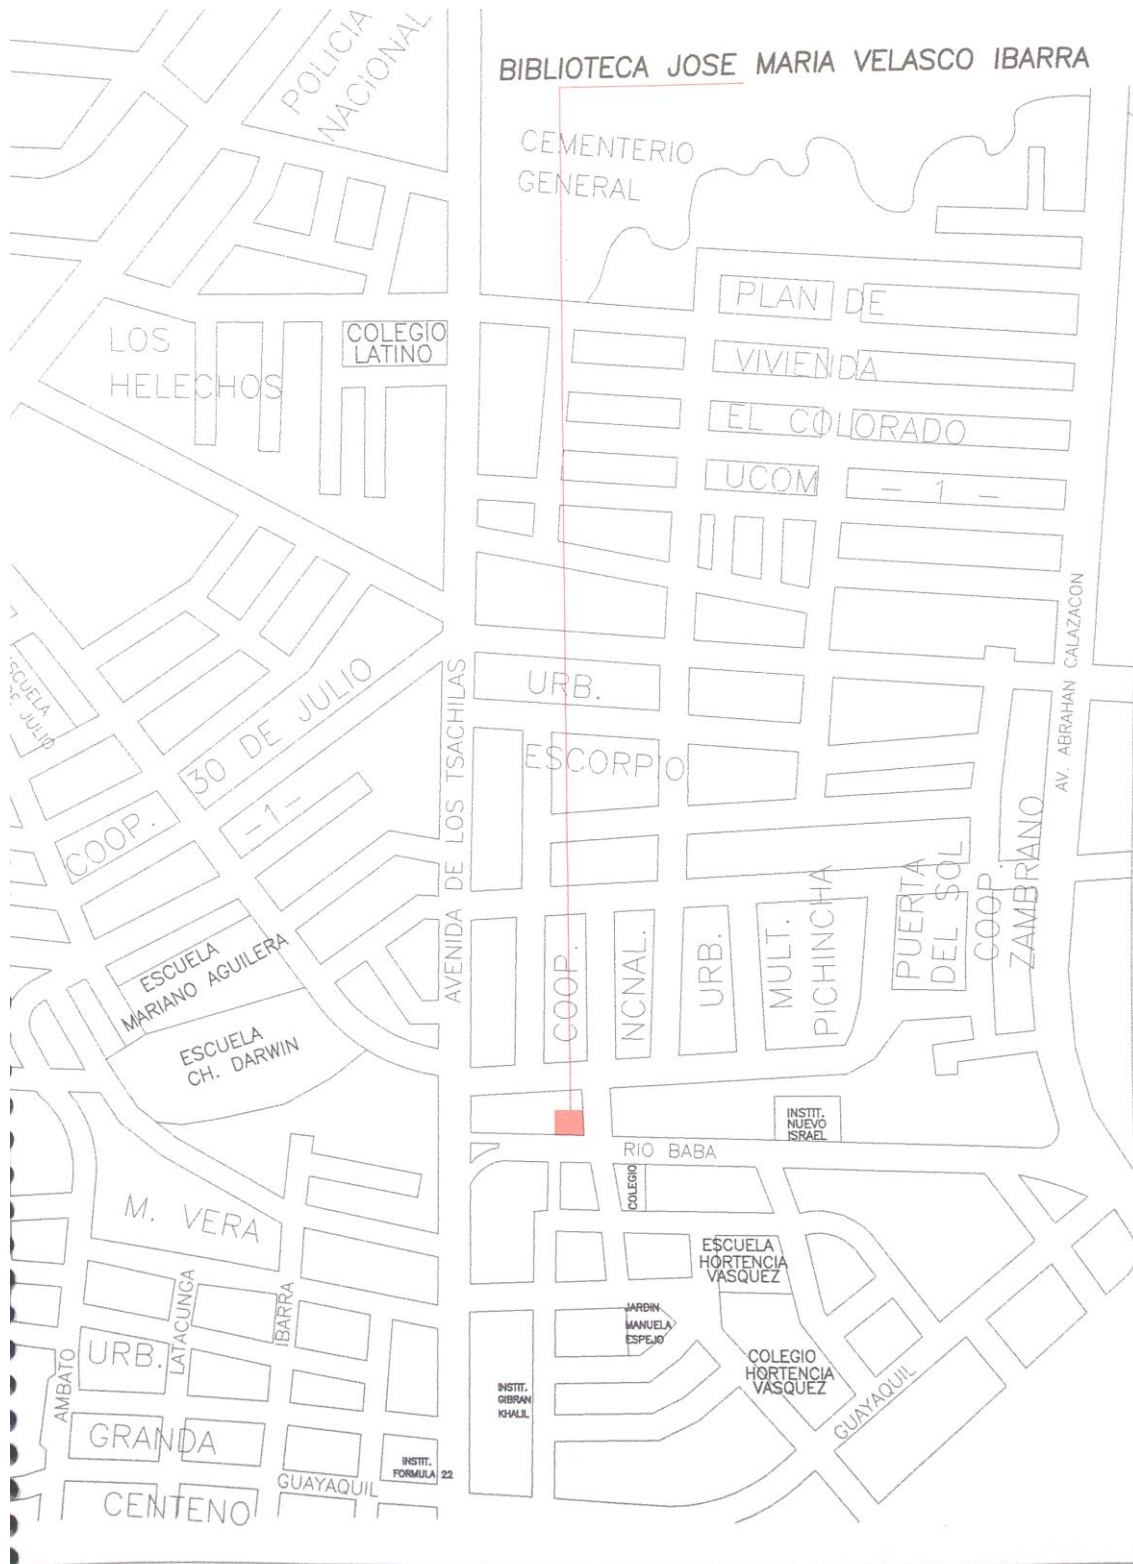 BIBLIOTECA JOSE MARIA VELASCO IBARRA
POLICIA
NACIONAL
CEMENTERIO
GENERAL
LOS
HELECHOS
COLEGIO
LATINO
PLAN DE
VIVIENDA
EL COLORADO
UCOM - 1 -
AV. ABRAHAN CALAZACON
ESCUELA
DE JULIO
30 DE JULIO
COOP.
-1-
AVENIDA DE LOS TSACHILAS
URB.
ESCORPIO
ESCUELA
MARIANO AGUILERA
ESCUELA
CH. DARWIN
COOP.
NCNAL.
URB.
MULT.
PICHINCHA
PUERTA
DEL SOL
COOP.
ZAMBRANO
INSTIT.
NUEVO
ISRAEL
RIO BABA
COLEGIO
M. VERA
ESCUELA
HORTENCIA
VASQUEZ
JARDIN
MANUELA
ESPEJO
COLEGIO
HORTENCIA
VASQUEZ
GUAYAQUIL
LATACUNGA
IBARRA
AMBATO
URB.
GRANDA
CENTENO
GUAYAQUIL
INSTIT.
GIBRAN
KHALIL
INSTIT.
FORMULA 22